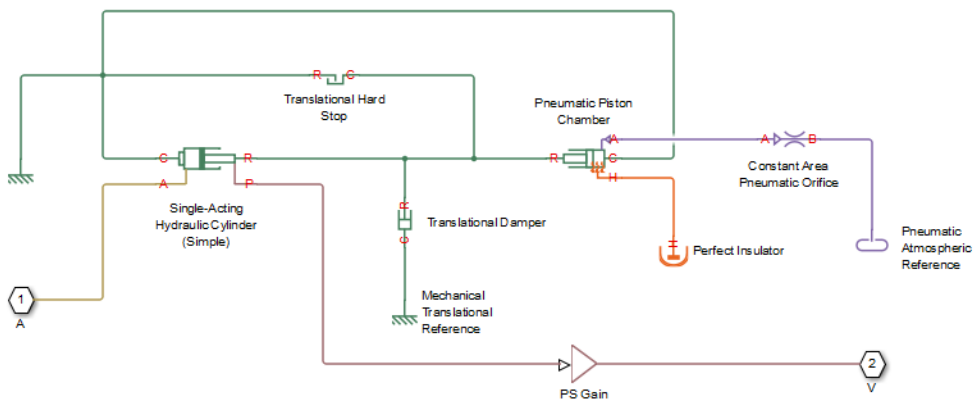 R
C
Translational Hard
Stop
Pneumatic Piston
Chamber
A
A
B
C
R
R
C
Constant Area
Pneumatic Orifice
A
P
H
Single-Acting
Hydraulic Cylinder
(Simple)
R
Translational Damper
C
H
Perfect Insulator
Pneumatic
Atmospheric
Reference
1
A
Mechanical
Translational
Reference
2
V
PS Gain